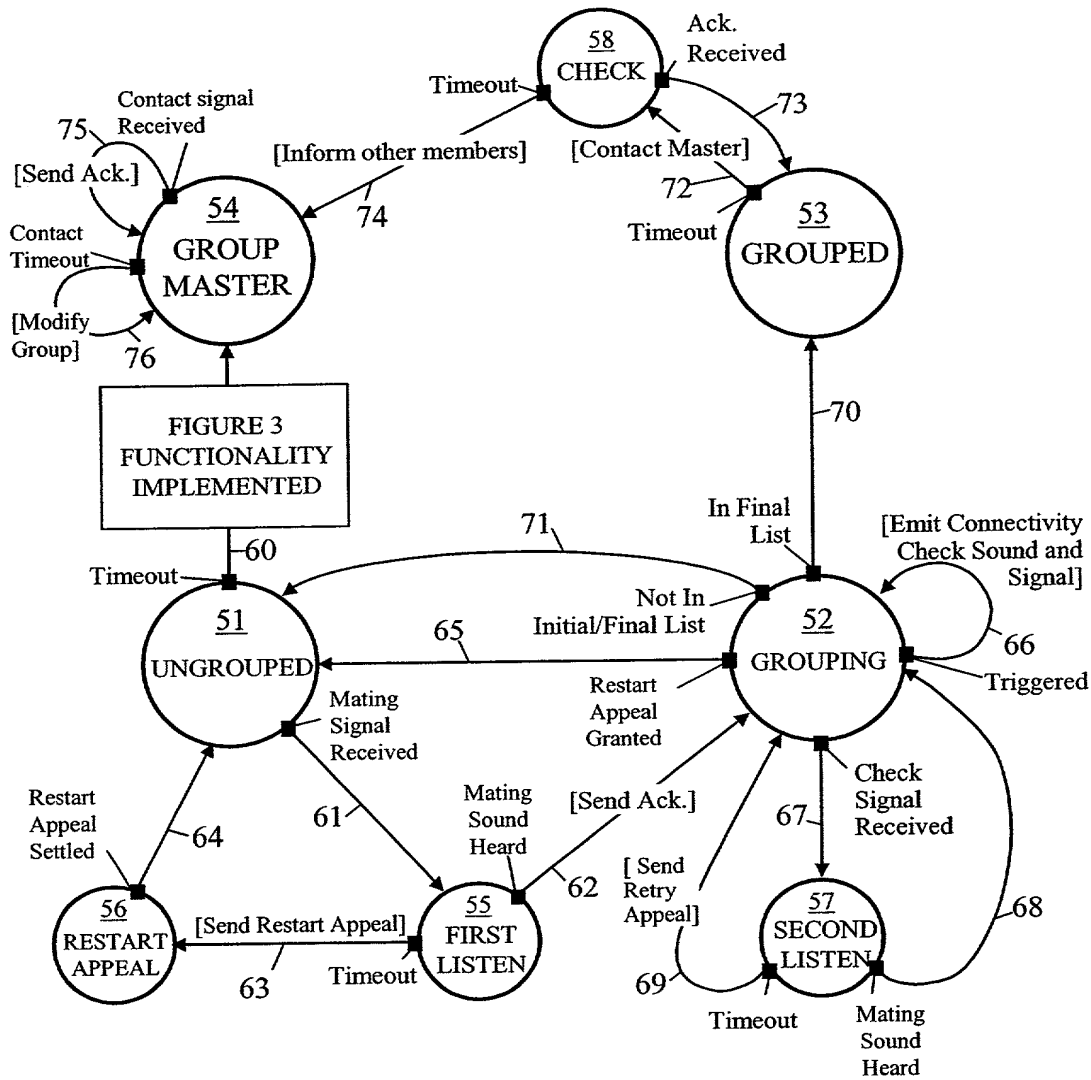 58
CHECK
Ack.
Received
Timeout
73
Contact signal
Received
75
[Send Ack.]
[Inform other members]
74
[Contact Master]
72
Timeout
54
GROUP
MASTER
53
GROUPED
Contact
Timeout
[Modify
Group]
76
70
FIGURE 3
FUNCTIONALITY
IMPLEMENTED
60
Timeout
71
In Final
List
[Emit Connectivity
Check Sound and
Signal]
Not In
Initial/Final List
51
UNGROUPED
65
52
GROUPING
66
Triggered
Restart
Appeal
Granted
Mating
Signal
Received
61
Restart
Appeal
Settled
64
Mating
Sound
Heard
[Send Ack.]
62
Check
Signal
Received
67
[ Send
Retry
Appeal]
68
56
RESTART
APPEAL
[Send Restart Appeal]
63
Timeout
55
FIRST
LISTEN
57
SECOND
LISTEN
69
Timeout
Mating
Sound
Heard